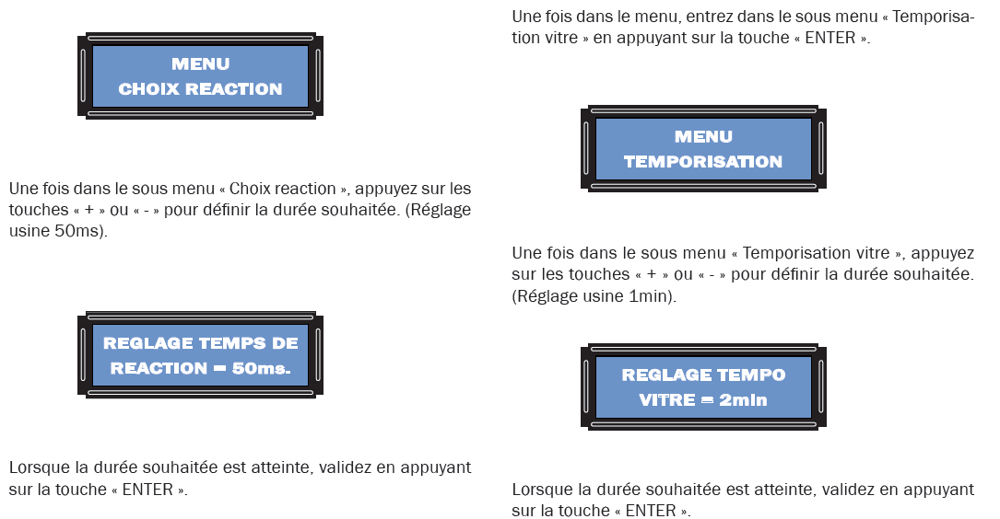 MENU
CHOIX REACTION
Une fois dans le sous menu « Choix reaction », appuyez sur les
touches « + » ou « - » pour définir la durée souhaitée. (Réglage
usine 50ms).
REGLAGE TEMPS DE
REACTION = 50ms.
Lorsque la durée souhaitée est atteinte, validez en appuyant
sur la touche « ENTER ».
Une fois dans le menu, entrez dans le sous menu « Temporisa-
tion vitre » en appuyant sur la touche « ENTER ».
MENU
TEMPORISATION
Une fois dans le sous menu « Temporisation vitre », appuyez
sur les touches « + » ou « - » pour définir la durée souhaitée.
(Réglage usine 1min).
REGLAGE TEMPO
VITRE = 2min
Lorsque la durée souhaitée est atteinte, validez en appuyant
sur la touche « ENTER ».